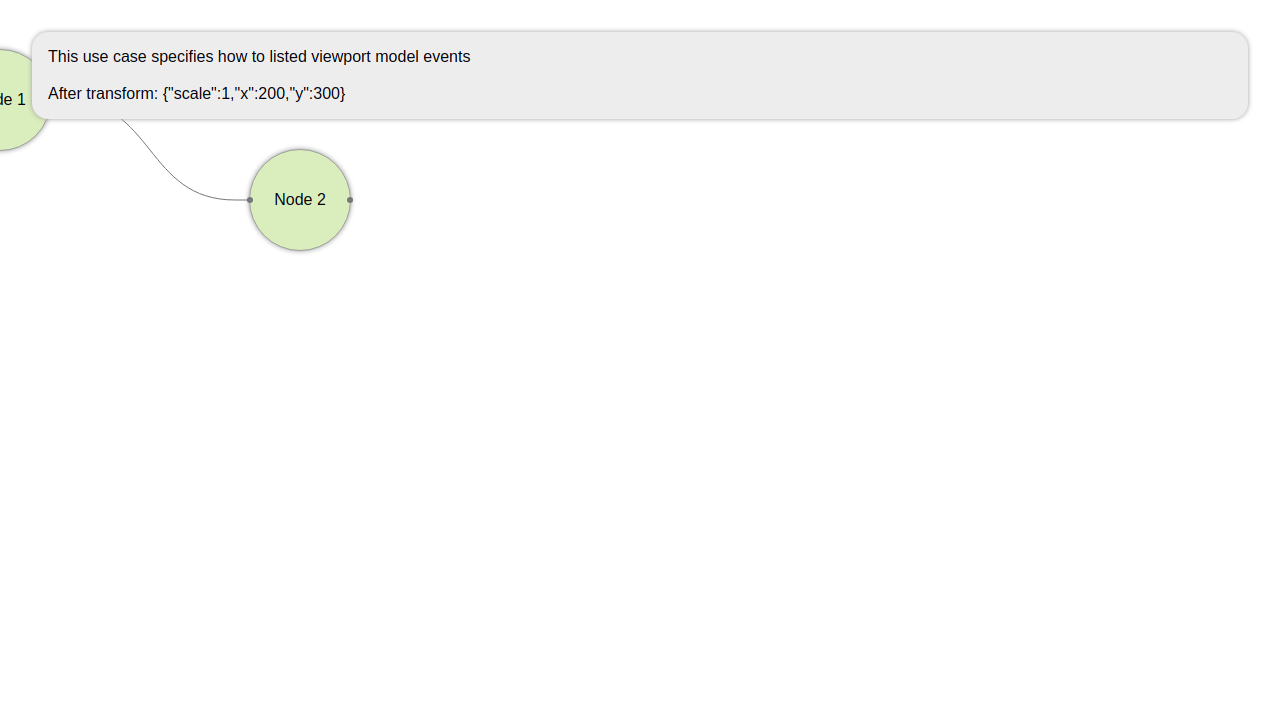 This use case specifies how to listed viewport model events
After transform: {"scale":1,"x":200,"y":300}
de 1
Node 2